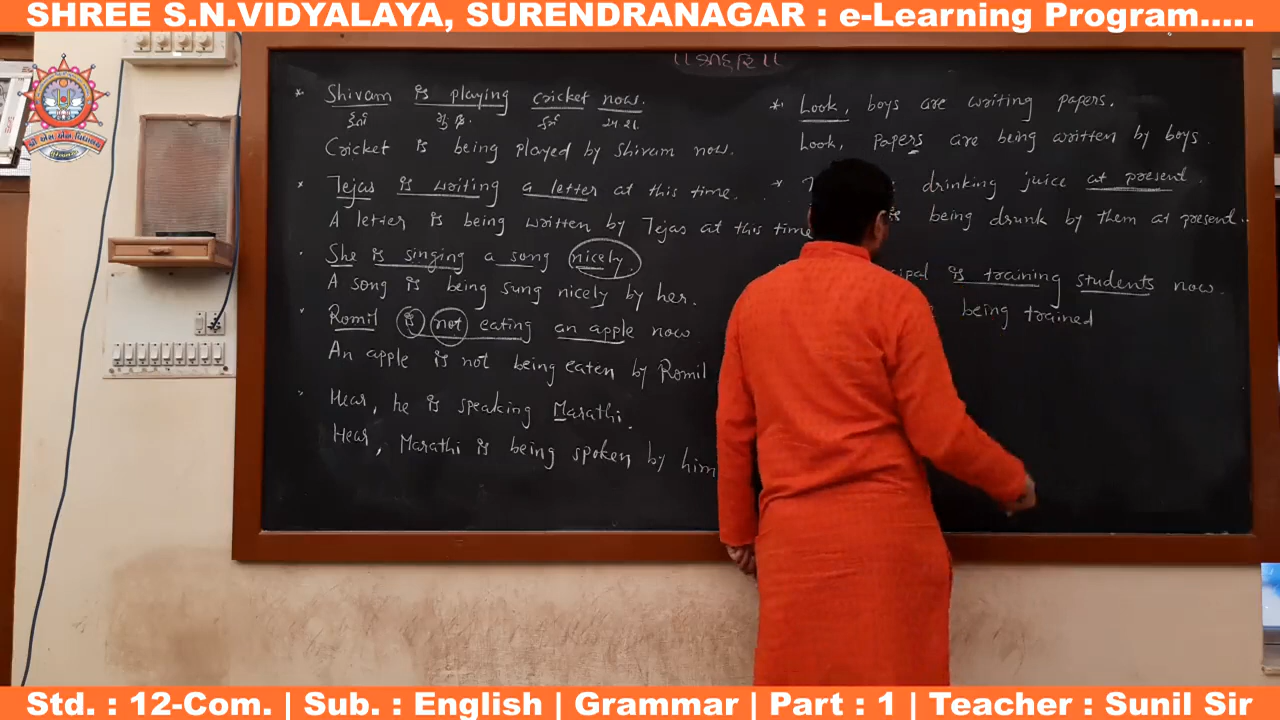 SHREE S.N.VIDYALAYA, SURENDRANAGAR : e-Learning Program.....
* Shivam is playing cricket now.
Cricket is being played by Shivam now.
* Tejas is writing a letter at this time.
A letter is being written by Tejas at this time
She is singing a song nicely.
A song is being sung nicely by her.
Romil is not eating an apple now
An apple is not being eaten by Romil
Hear, he is speaking Marathi.
Hear, Marathi is being spoken by him
* Look boys are writing papers.
Look, papers are being written by boys.
* drinking juice at present.
is being drunk by them at present..
is training students now.
being trained
Std. : 12-Com. | Sub. : English | Grammar | Part : 1 | Teacher : Sunil Sir